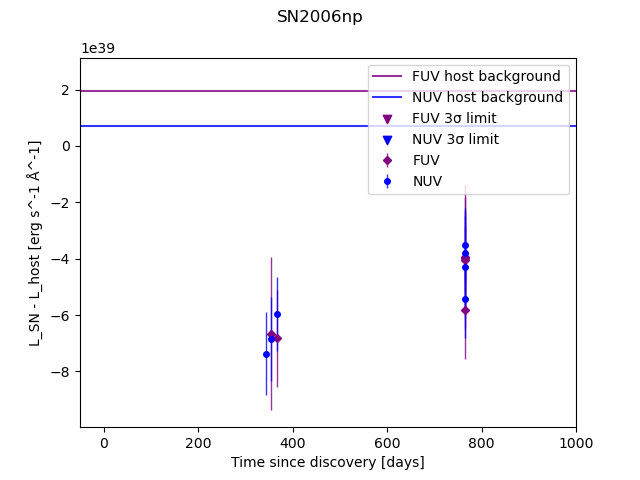 SN2006np
1e39
FUV host background
NUV host background
FUV 3σ limit
NUV 3σ limit
FUV
NUV
2
0
−2
−4
−6
−8
L_SN - L_host [erg s^-1 Å^-1]
0 200 400 600 800 1000
Time since discovery [days]